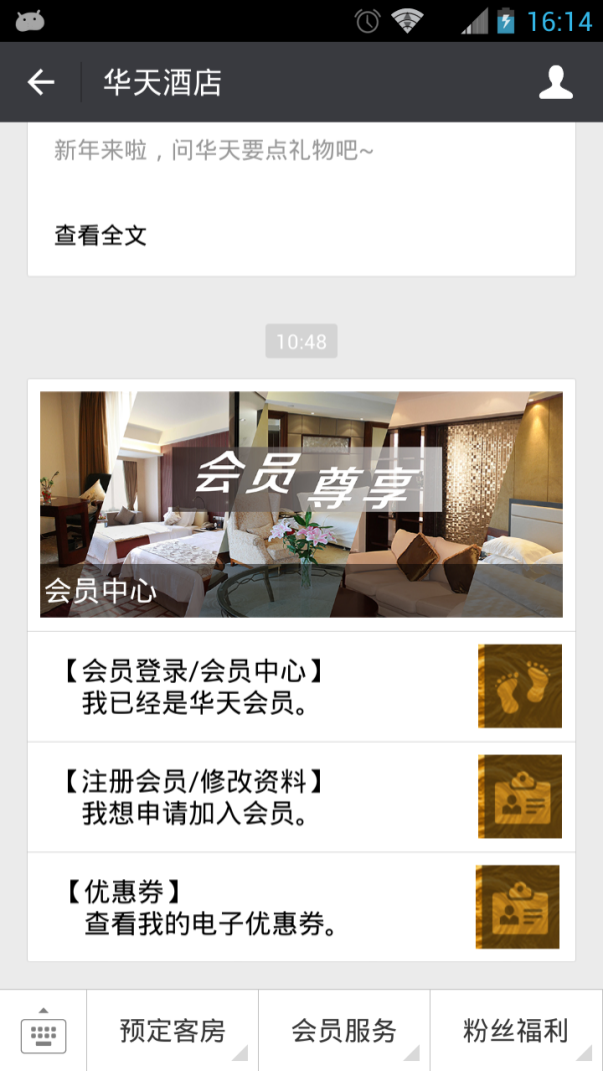 16:14
华天酒店
新年来啦，问华天要点礼物吧~
查看全文
10:48
会员尊享
会员中心
【会员登录/会员中心】
我已经是华天会员。
【注册会员/修改资料】
我想申请加入会员。
【优惠券】
查看我的电子优惠券。
预定客房
会员服务
粉丝福利